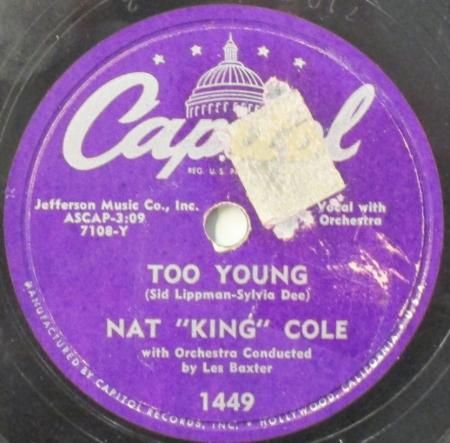 Capitol
REG. U. S.
Jefferson Music Co., Inc.
ASCAP-3:09
7108-Y
Vocal with
Orchestra
TOO YOUNG
(Sid Lippman-Sylvia Dee)
NAT "KING" COLE
with Orchestra Conducted
by Les Baxter
1449
MANUFACTURED BY CAPITOL RECORDS, INC. • HOLLYWOOD, CALIFORNIA • U.S.A.